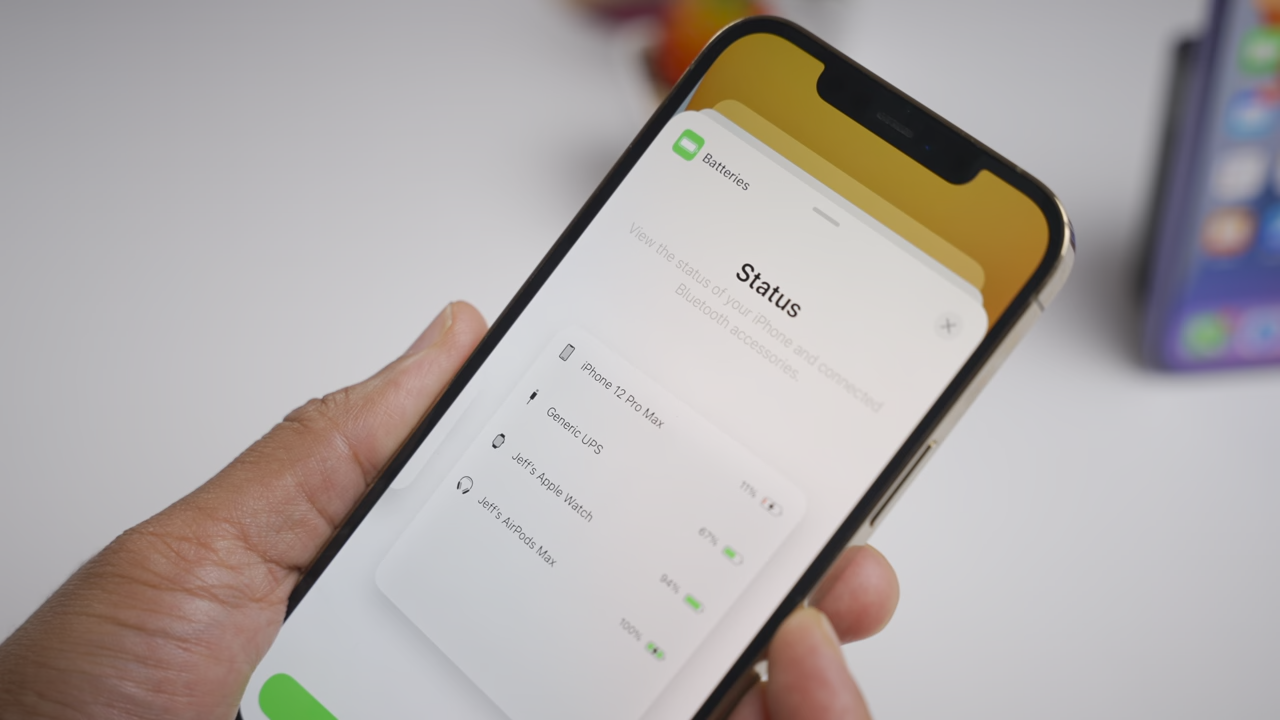 Batteries
Status
View the status of your iPhone and connected
Bluetooth accessories.
iPhone 12 Pro Max 11%
Generic UPS 67%
Jeff's Apple Watch 94%
Jeff's AirPods Max 100%